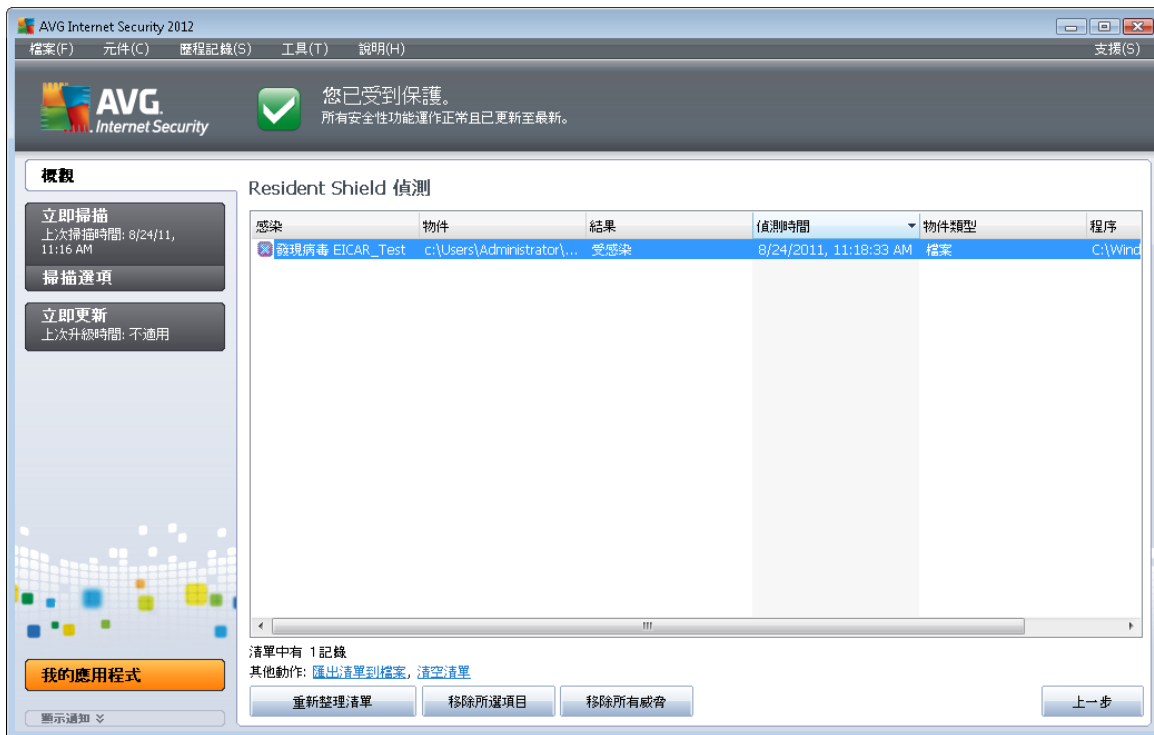 AVG Internet Security 2012
檔案(F) 元件(C) 歷程記錄(S) 工具(T) 說明(H) 支援(S)
AVG.
Internet Security
您已受到保護。
所有安全性功能運作正常且已更新至最新。
概觀
立即掃描
上次掃描時間: 8/24/11,
11:16 AM
掃描選項
立即更新
上次升級時間: 不適用
我的應用程式
顯示通知
Resident Shield 偵測
感染 物件 結果 偵測時間 物件類型 程序
發現病毒 EICAR_Test c:\Users\Administrator\... 受感染 8/24/2011, 11:18:33 AM 檔案 C:\Wind
清單中有 1記錄
其他動作: 匯出清單到檔案, 清空清單
重新整理清單 移除所選項目 移除所有威脅 上一步